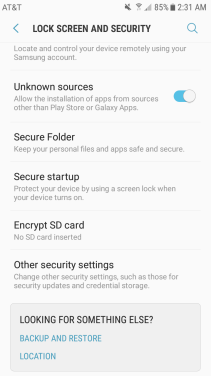 AT&T 85% 2:31 AM
LOCK SCREEN AND SECURITY
Locate and control your device remotely using your
Samsung account.
Unknown sources
Allow the installation of apps from sources
other than Play Store or Galaxy Apps.
Secure Folder
Keep your personal files and apps safe and secure.
Secure startup
Protect your device by using a screen lock when
your device turns on.
Encrypt SD card
No SD card inserted
Other security settings
Change other security settings, such as those for
security updates and credential storage.
LOOKING FOR SOMETHING ELSE?
BACKUP AND RESTORE
LOCATION